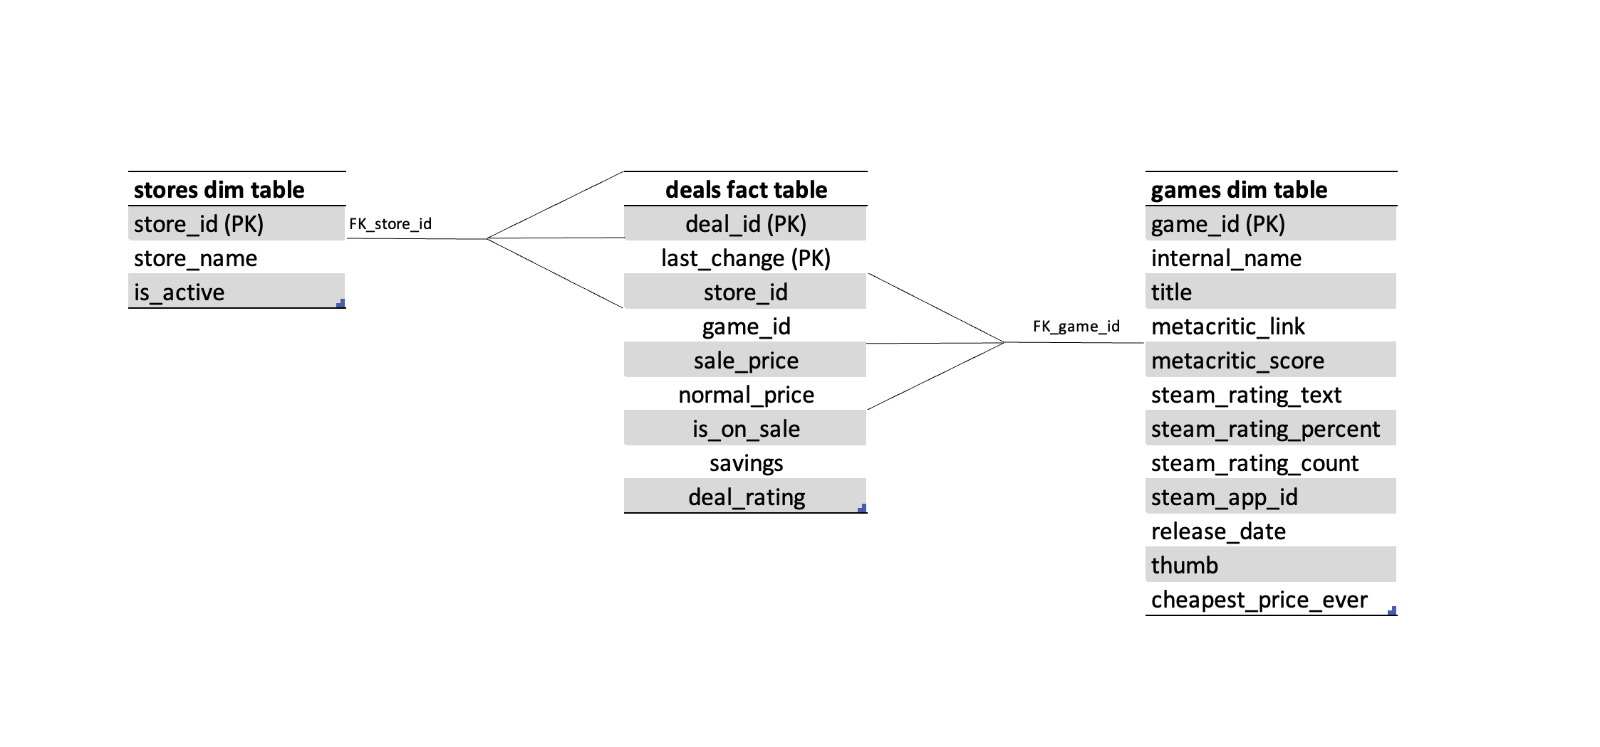 stores dim table
store_id (PK)
store_name
is_active
FK_store_id
deals fact table
deal_id (PK)
last_change (PK)
store_id
game_id
sale_price
normal_price
is_on_sale
savings
deal_rating
FK_game_id
games dim table
game_id (PK)
internal_name
title
metacritic_link
metacritic_score
steam_rating_text
steam_rating_percent
steam_rating_count
steam_app_id
release_date
thumb
cheapest_price_ever